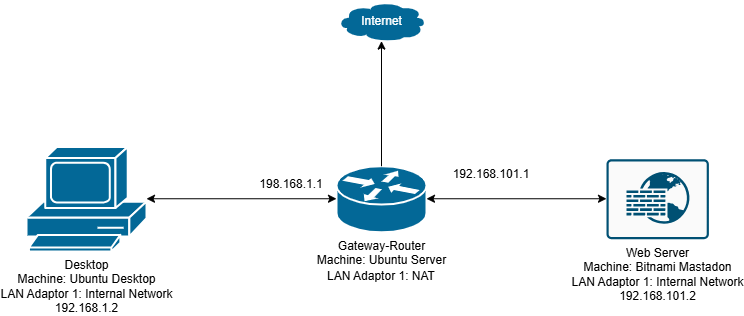 Internet
198.168.1.1
192.168.101.1
Desktop
Machine: Ubuntu Desktop
LAN Adaptor 1: Internal Network
192.168.1.2
Gateway-Router
Machine: Ubuntu Server
LAN Adaptor 1: NAT
Web Server
Machine: Bitnami Mastadon
LAN Adaptor 1: Internal Network
192.168.101.2